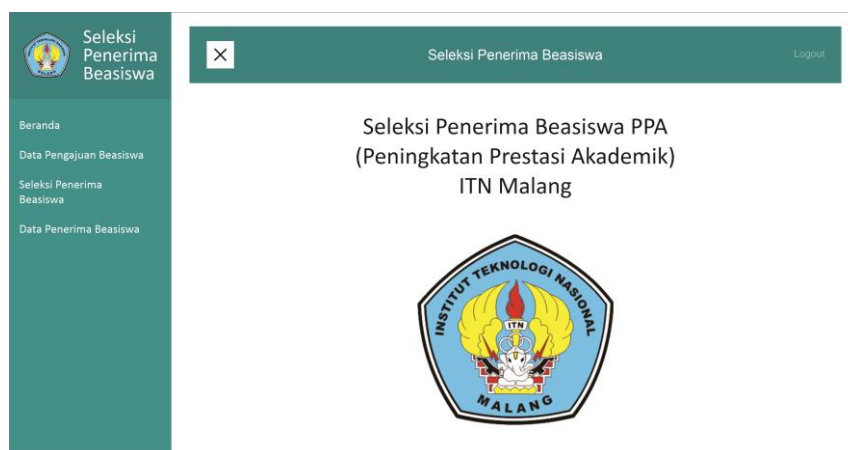 Seleksi
Penerima
Beasiswa
Beranda
Data Pengajuan Beasiswa
Seleksi Penerima
Beasiswa
Data Penerima Beasiswa
Seleksi Penerima Beasiswa
Logout
Seleksi Penerima Beasiswa PPA
(Peningkatan Prestasi Akademik)
ITN Malang
INSTITUT TEKNOLOGI NASIONAL
ITN
MALANG